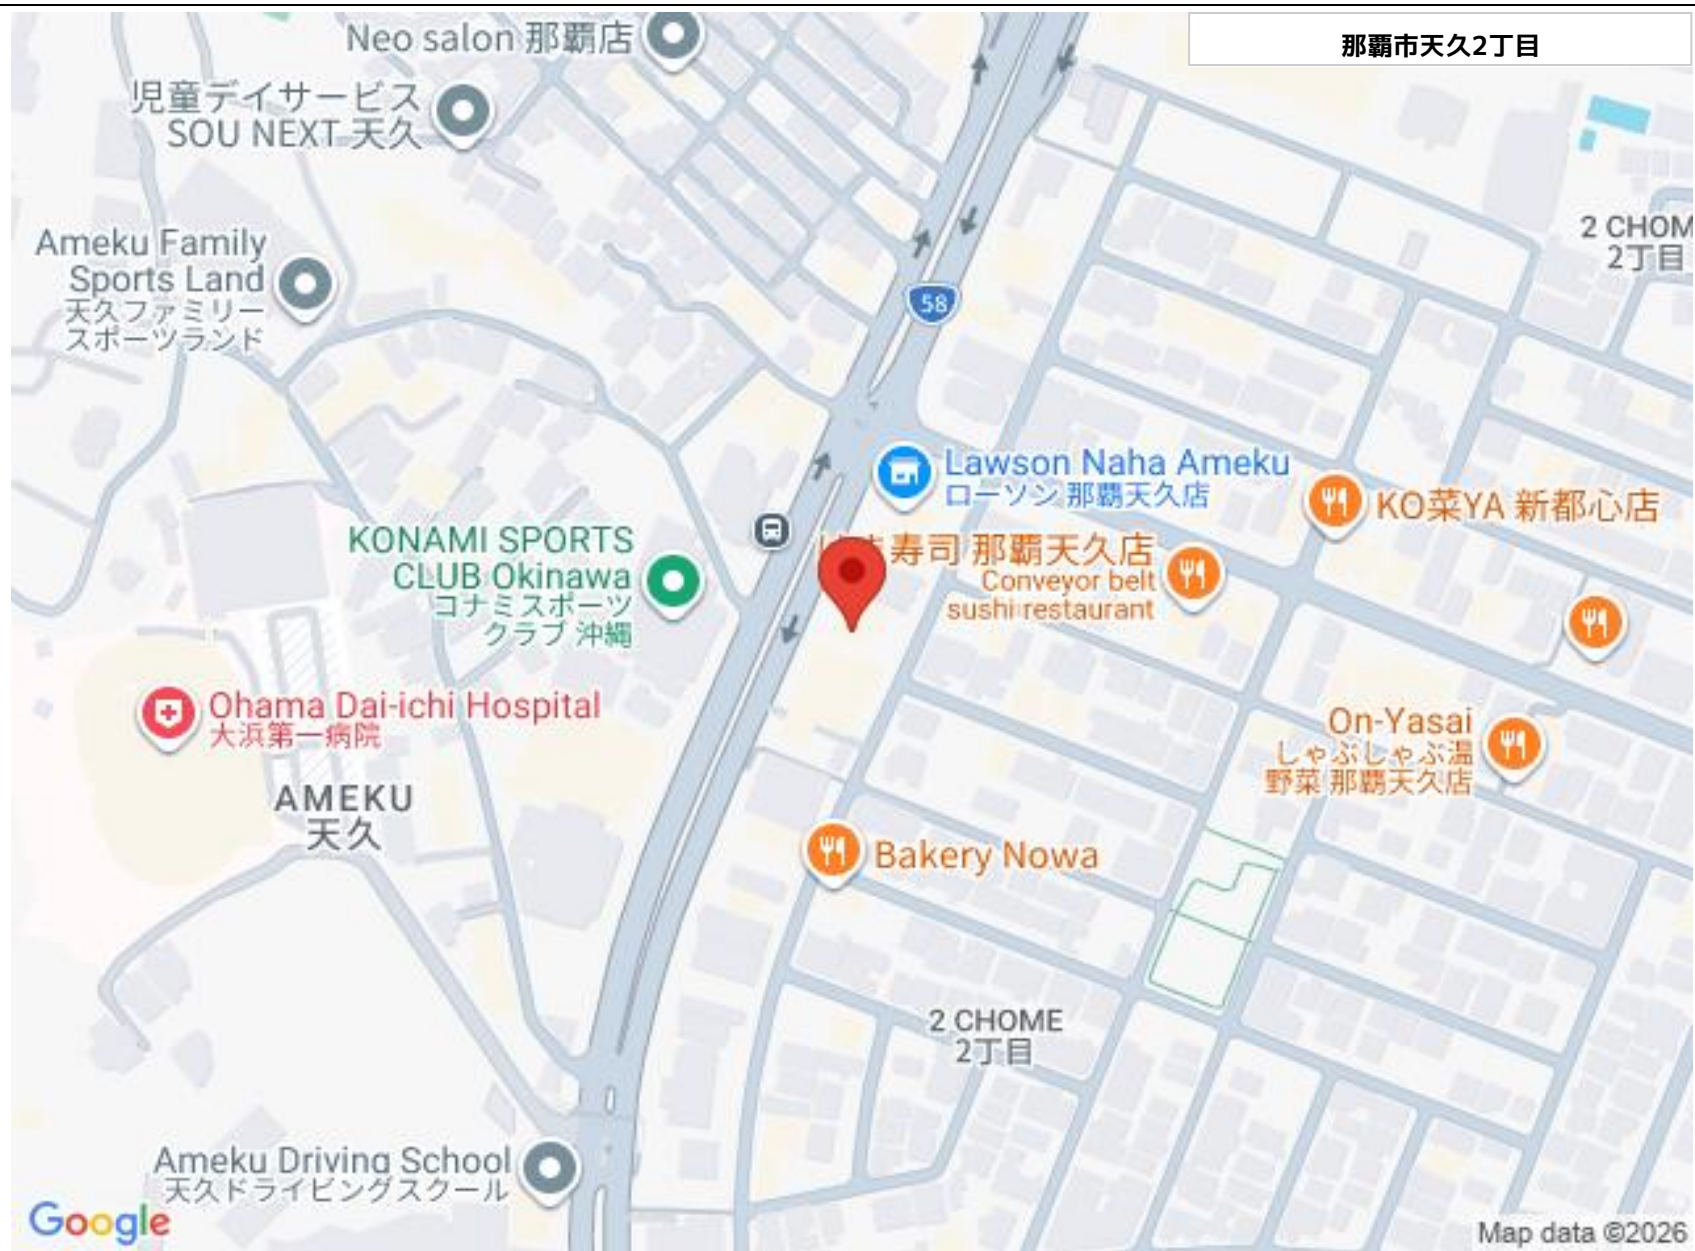 那覇市天久2丁目
Neo salon 那覇店
児童デイサービス
SOU NEXT 天久
Ameku Family
Sports Land
天久ファミリー
スポーツランド
2 CHOM
2丁目
58
Lawson Naha Ameku
ローソン 那覇天久店
KO菜YA 新都心店
寿司 那覇天久店
Conveyor belt
sushi restaurant
KONAMI SPORTS
CLUB Okinawa
コナミスポーツ
クラブ 沖縄
Ohama Dai-ichi Hospital
大浜第一病院
On-Yasai
しゃぶしゃぶ温
野菜 那覇天久店
AMEKU
天久
Bakery Nowa
2 CHOME
2丁目
Ameku Driving School
天久ドライビングスクール
Google
Map data ©2026